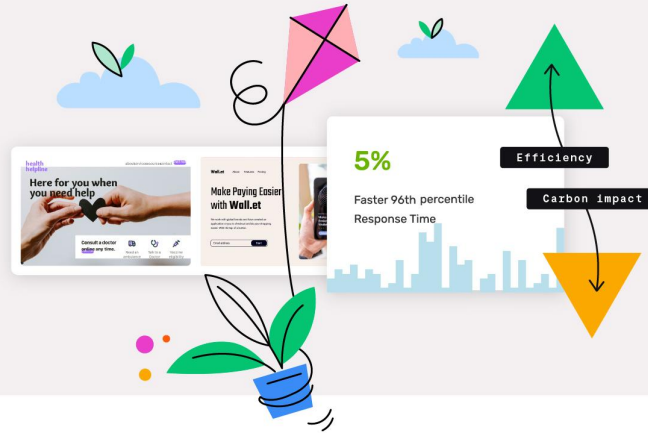 health
helpline
Here for you when
you need help
Consult a doctor
online any time.
Wall.et
Make Paying Easier
with Wall.et
5%
Faster 96th percentile
Response Time
Efficiency
Carbon impact